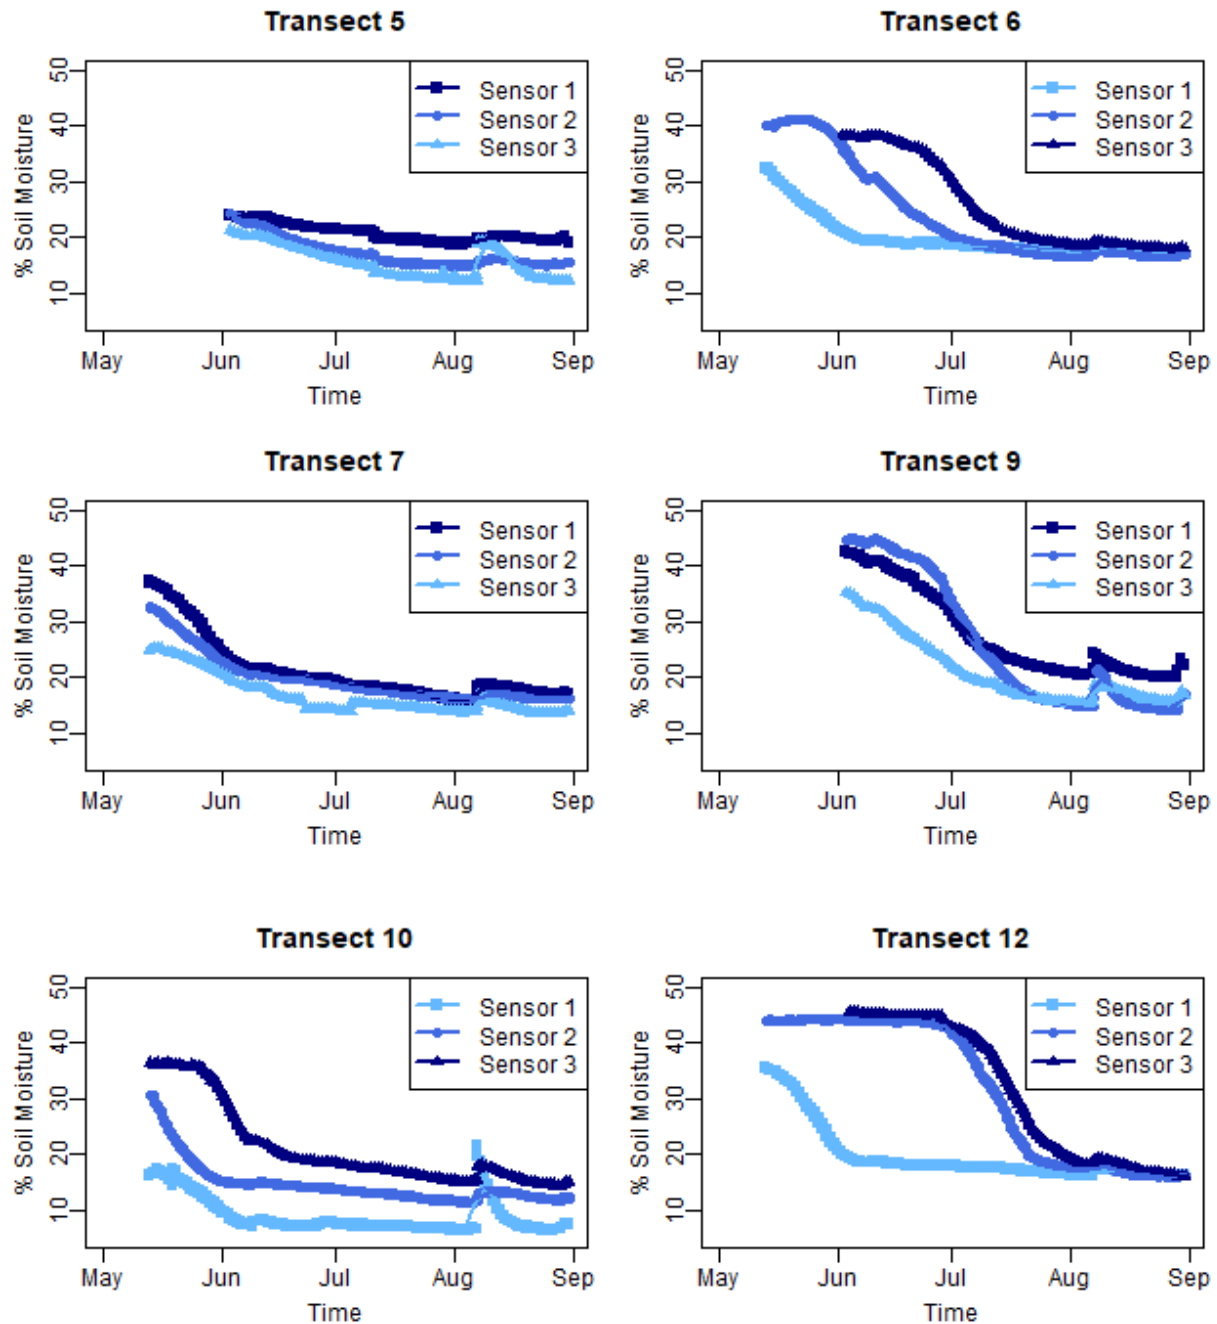 Transect 5
% Soil Moisture
50
40
30
20
10
Sensor 1
Sensor 2
Sensor 3
May Jun Jul Aug Sep
Time
Transect 6
% Soil Moisture
50
40
30
20
10
Sensor 1
Sensor 2
Sensor 3
May Jun Jul Aug Sep
Time
Transect 7
% Soil Moisture
50
40
30
20
10
Sensor 1
Sensor 2
Sensor 3
May Jun Jul Aug Sep
Time
Transect 9
% Soil Moisture
50
40
30
20
10
Sensor 1
Sensor 2
Sensor 3
May Jun Jul Aug Sep
Time
Transect 10
% Soil Moisture
50
40
30
20
10
Sensor 1
Sensor 2
Sensor 3
May Jun Jul Aug Sep
Time
Transect 12
% Soil Moisture
50
40
30
20
10
Sensor 1
Sensor 2
Sensor 3
May Jun Jul Aug Sep
Time